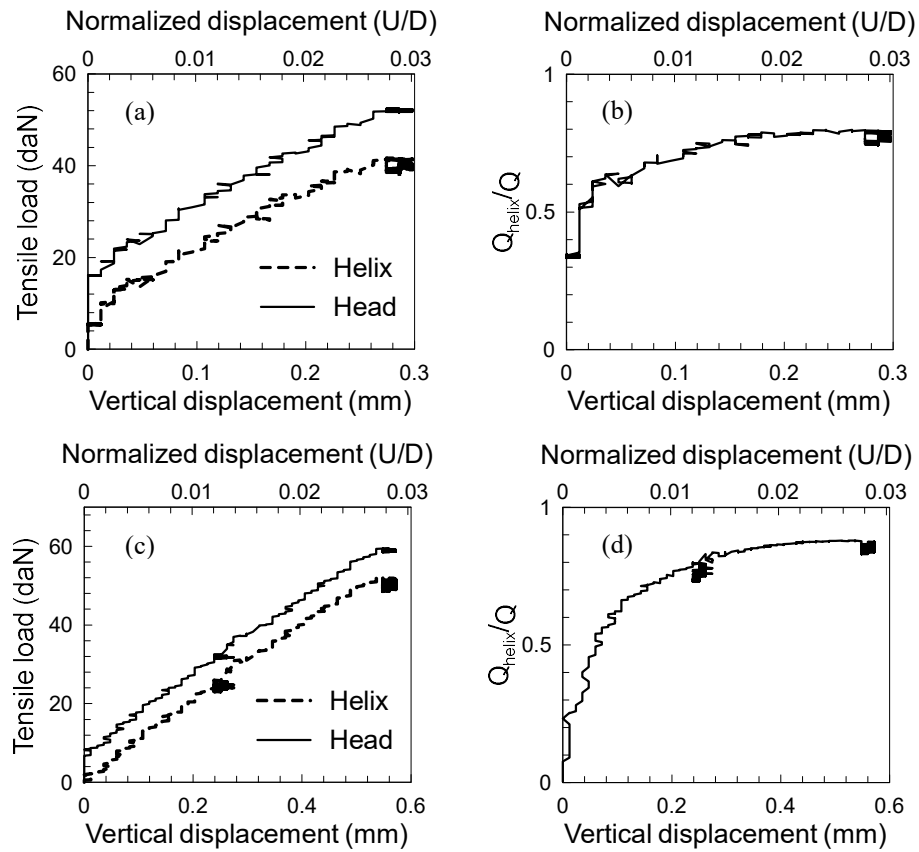 Normalized displacement (U/D)
0 0.01 0.02 0.03
60
40
20
0
Tensile load (daN)
(a)
Helix
Head
0 0.1 0.2 0.3
Vertical displacement (mm)
Normalized displacement (U/D)
0 0.01 0.02 0.03
1
0.5
0
Qhelix/Q
(b)
0 0.1 0.2 0.3
Vertical displacement (mm)
Normalized displacement (U/D)
0 0.01 0.02 0.03
60
40
20
0
Tensile load (daN)
(c)
Helix
Head
0 0.2 0.4 0.6
Vertical displacement (mm)
Normalized displacement (U/D)
0 0.01 0.02 0.03
1
0.5
0
Qhelix/Q
(d)
0 0.2 0.4 0.6
Vertical displacement (mm)